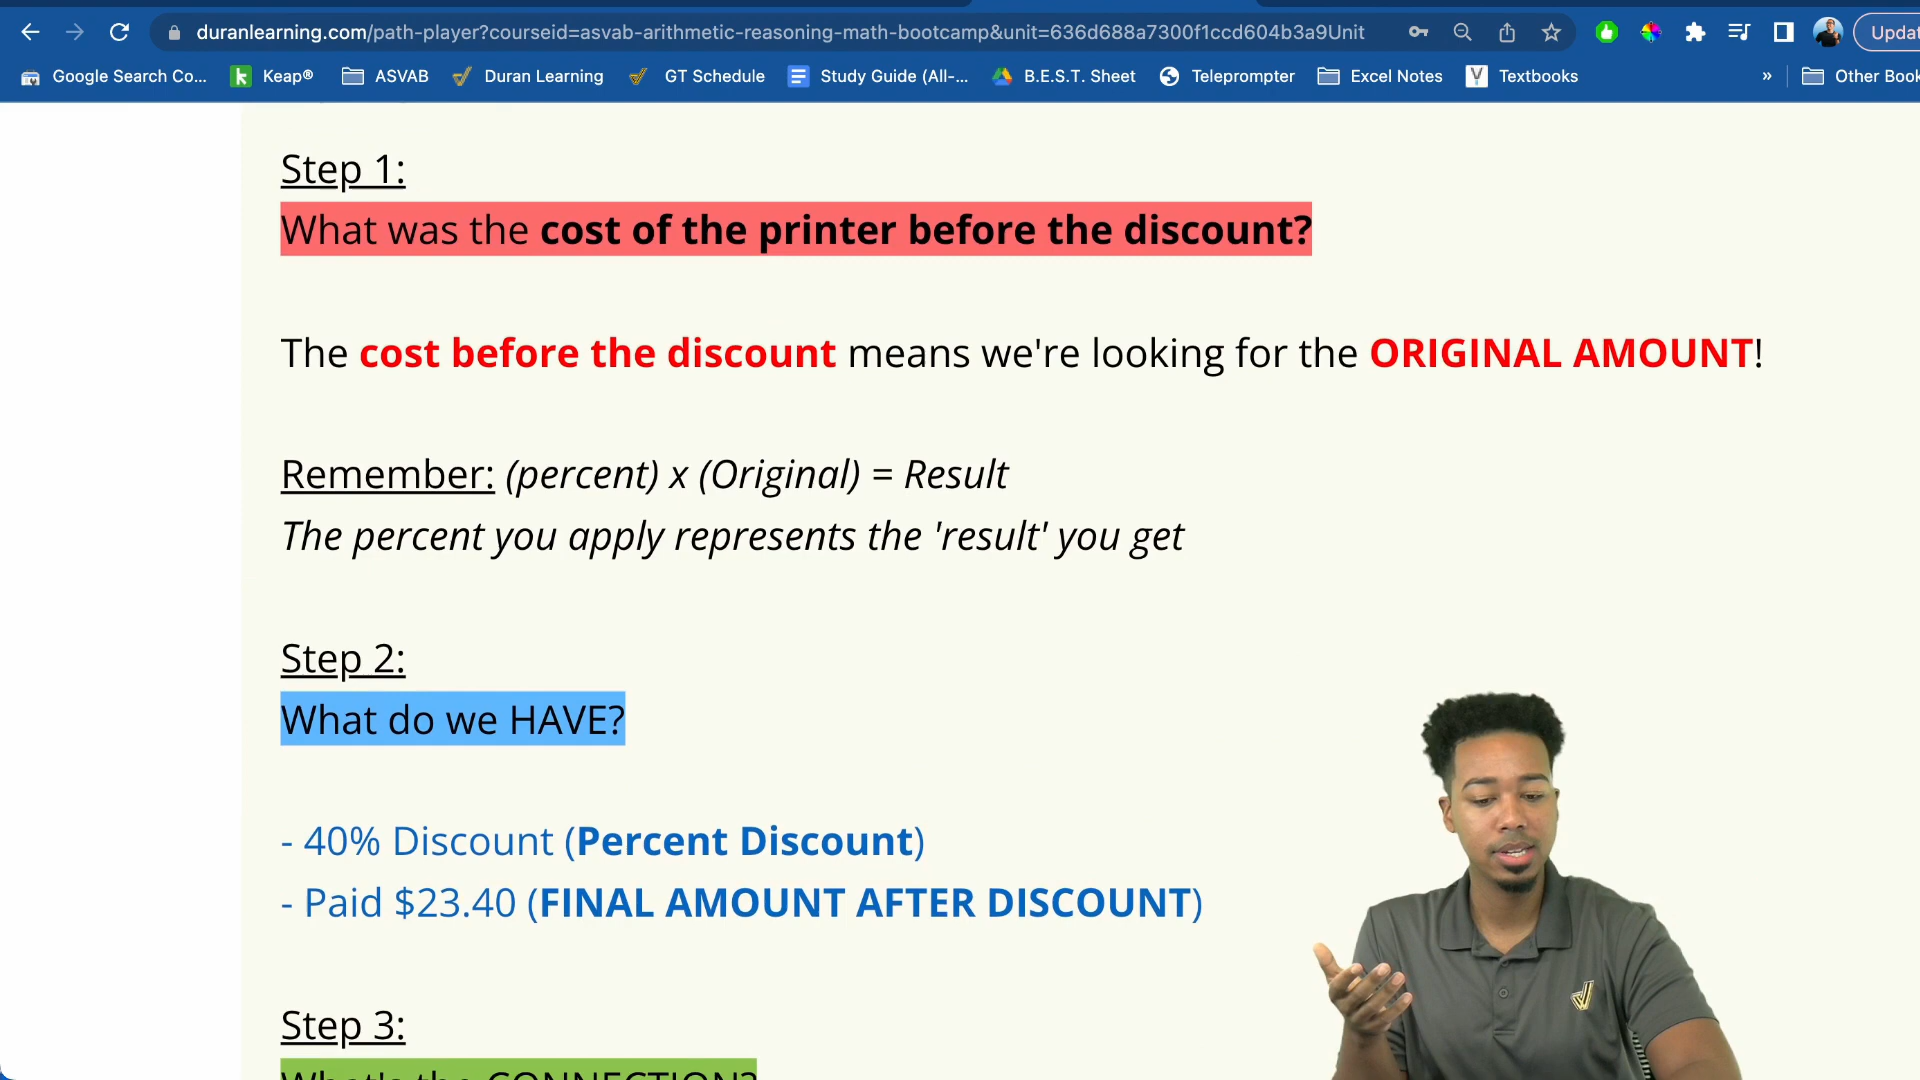 duranlearning.com/path-player?courseid=asvab-arithmetic-reasoning-math-bootcamp&unit=636d688a7300f1ccd604b3a9Unit
Updat
Google Search Co... Keap® ASVAB Duran Learning GT Schedule Study Guide (All-... B.E.S.T. Sheet Teleprompter Excel Notes Textbooks » Other Book
Step 1:
What was the cost of the printer before the discount?
The cost before the discount means we're looking for the ORIGINAL AMOUNT!
Remember: (percent) x (Original) = Result
The percent you apply represents the 'result' you get
Step 2:
What do we HAVE?
- 40% Discount (Percent Discount)
- Paid $23.40 (FINAL AMOUNT AFTER DISCOUNT)
Step 3:
What's the CONNECTION?